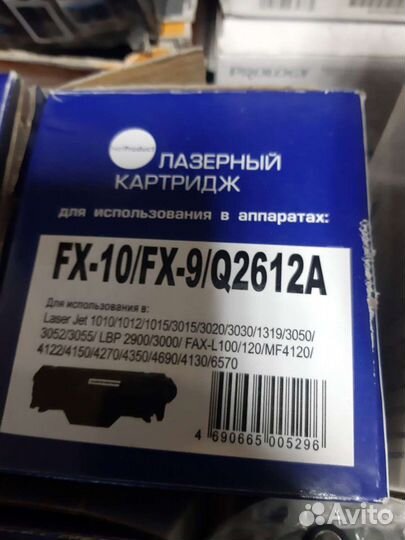 NetProduct
ЛАЗЕРНЫЙ
КАРТРИДЖ
для использования в аппаратах:
FX-10/FX-9/Q2612A
Для использования в:
Laser Jet 1010/1012/1015/3015/3020/3030/1319/3050/
3052/3055/ LBP 2900/3000/ FAX-L100/120/MF4120/
4122/4150/4270/4350/4690/4130/6570
4 690665 005296
Avito